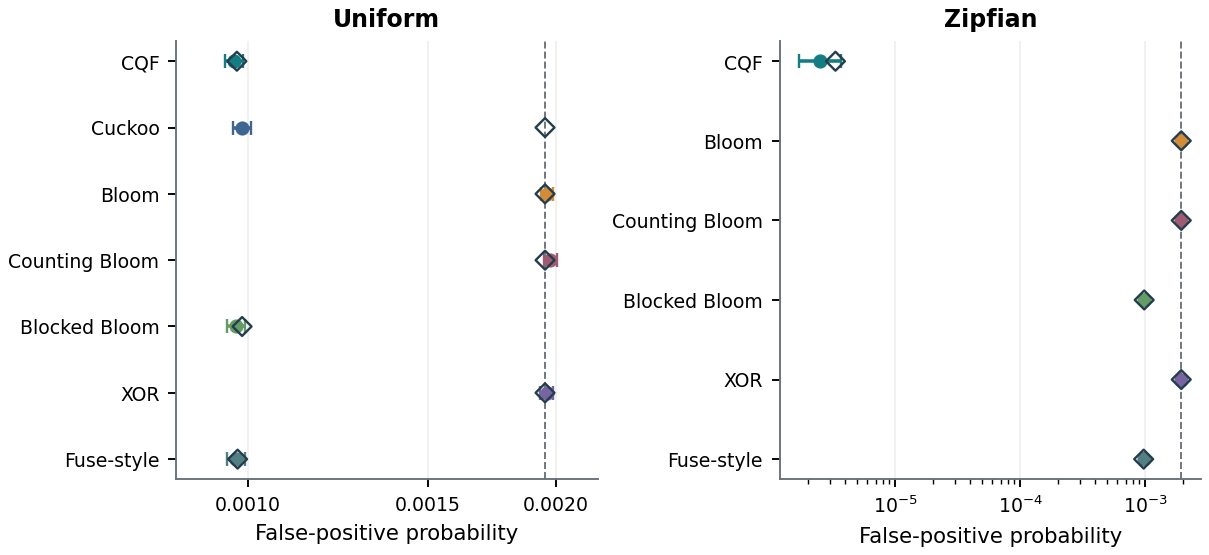 Uniform
CQF
Cuckoo
Bloom
Counting Bloom
Blocked Bloom
XOR
Fuse-style
0.0010
0.0015
0.0020
False-positive probability
Zipfian
CQF
Bloom
Counting Bloom
Blocked Bloom
XOR
Fuse-style
10⁻⁵
10⁻⁴
10⁻³
False-positive probability